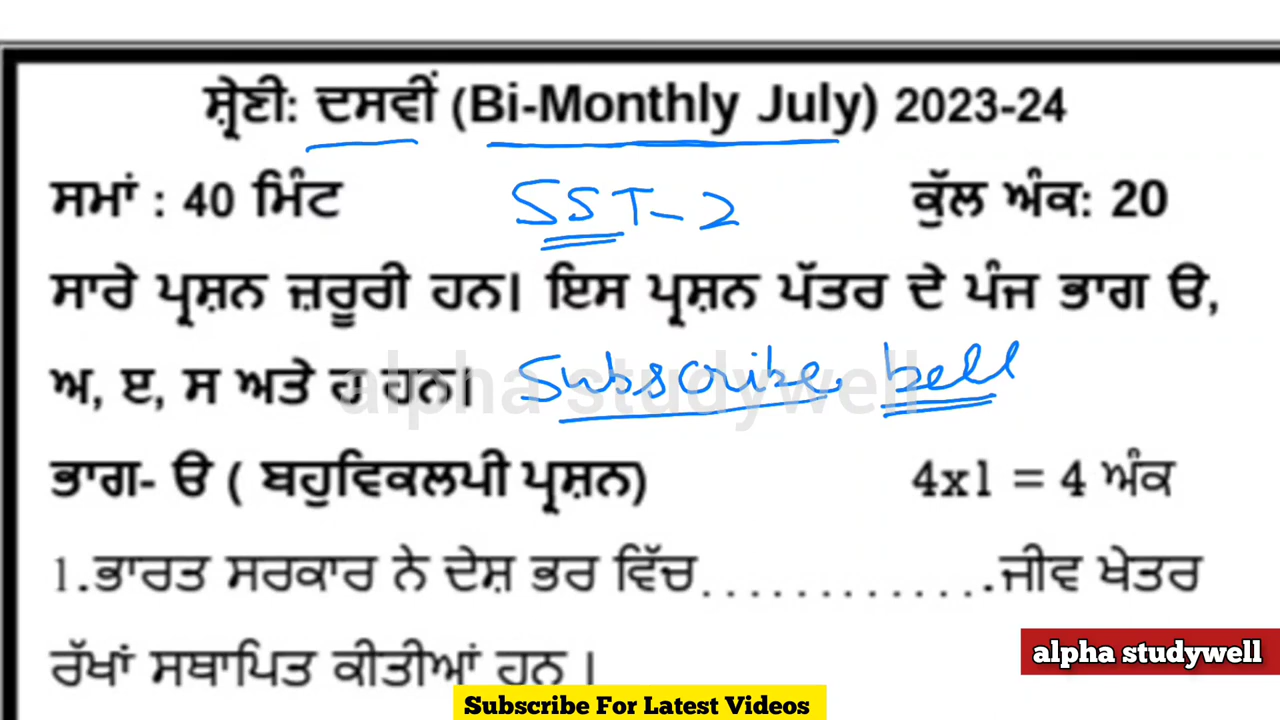 ਸ਼੍ਰੇਣੀ: ਦਸਵੀਂ (Bi-Monthly July) 2023-24
ਸਮਾਂ : 40 ਮਿੰਟ SST-2 ਕੁੱਲ ਅੰਕ: 20
ਸਾਰੇ ਪ੍ਰਸ਼ਨ ਜ਼ਰੂਰੀ ਹਨ। ਇਸ ਪ੍ਰਸ਼ਨ ਪੱਤਰ ਦੇ ਪੰਜ ਭਾਗ ੳ,
ਅ, ੲ, ਸ ਅਤੇ ਹ ਹਨ। Subscribe, bell
alpha studywell
ਭਾਗ- ੳ ( ਬਹੁਵਿਕਲਪੀ ਪ੍ਰਸ਼ਨ) 4x1 = 4 ਅੰਕ
1.ਭਾਰਤ ਸਰਕਾਰ ਨੇ ਦੇਸ਼ ਭਰ ਵਿੱਚ.............ਜੀਵ ਖੇਤਰ
ਰੱਖਾਂ ਸਥਾਪਿਤ ਕੀਤੀਆਂ ਹਨ।
alpha studywell
Subscribe For Latest Videos